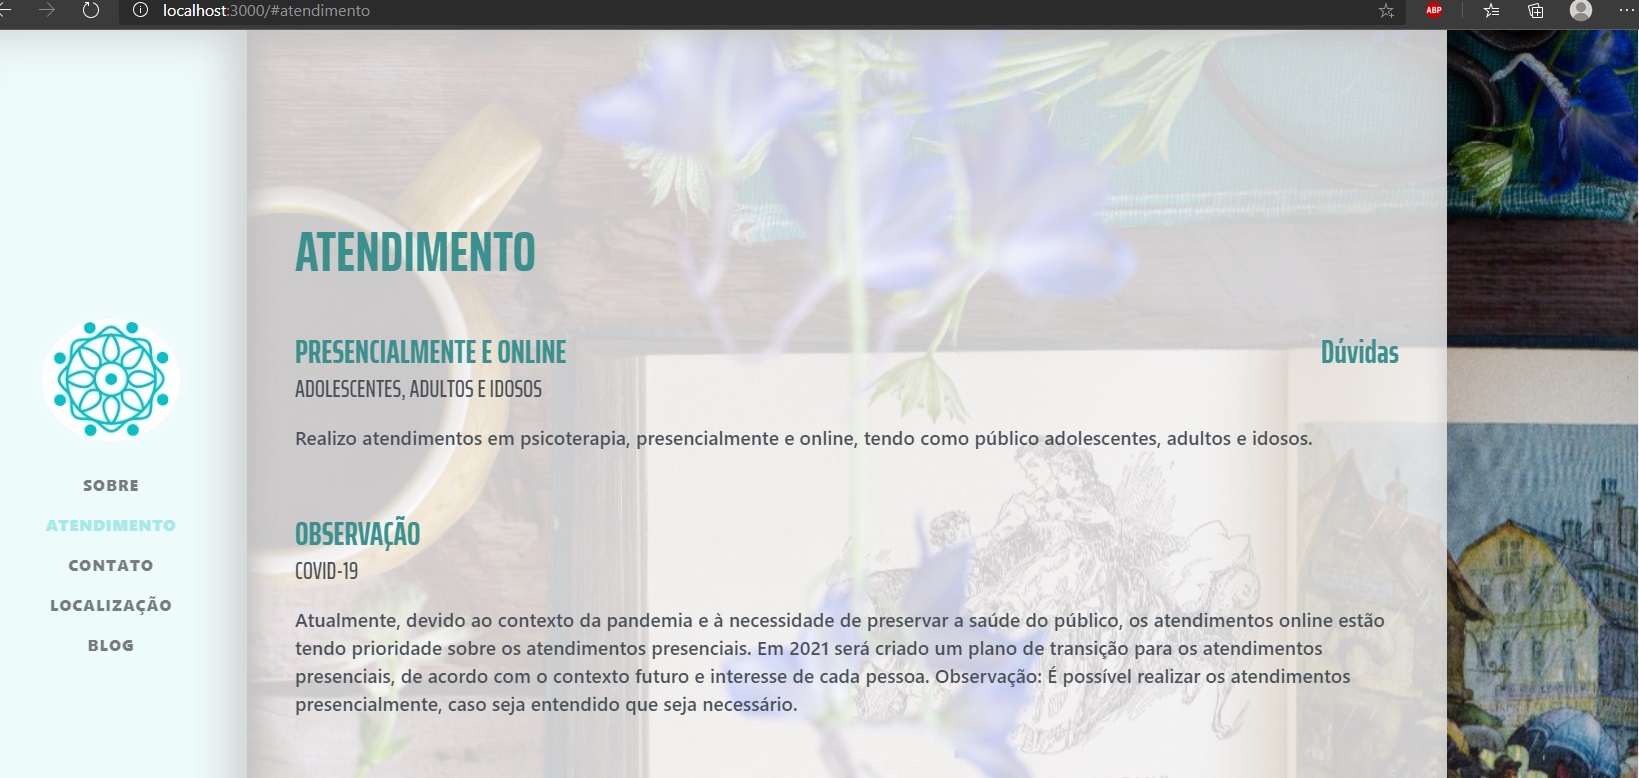 localhost:3000/#atendimento
ABP
SOBRE
ATENDIMENTO
CONTATO
LOCALIZAÇÃO
BLOG
ATENDIMENTO
PRESENCIALMENTE E ONLINE
Dúvidas
ADOLESCENTES, ADULTOS E IDOSOS
Realizo atendimentos em psicoterapia, presencialmente e online, tendo como público adolescentes, adultos e idosos.
OBSERVAÇÃO
COVID-19
Atualmente, devido ao contexto da pandemia e à necessidade de preservar a saúde do público, os atendimentos online estão
tendo prioridade sobre os atendimentos presenciais. Em 2021 será criado um plano de transição para os atendimentos
presenciais, de acordo com o contexto futuro e interesse de cada pessoa. Observação: É possível realizar os atendimentos
presencialmente, caso seja entendido que seja necessário.